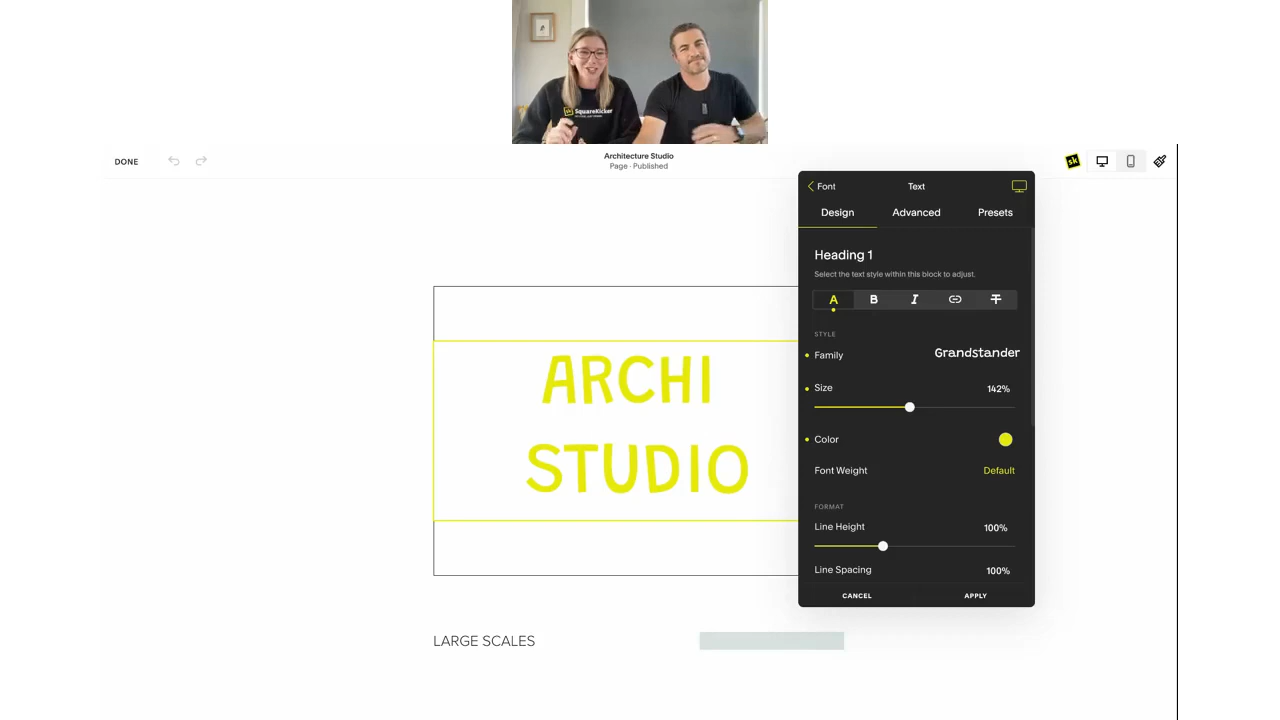 SquareKicker
DONE
Architecture Studio
Page · Published
sk
Font
Text
Design
Advanced
Presets
Heading 1
Select the text style within this block to adjust.
A
B
I
T
STYLE
Family
Grandstander
Size
142%
Color
Font Weight
Default
FORMAT
Line Height
100%
Line Spacing
100%
CANCEL
APPLY
ARCHI
STUDIO
LARGE SCALES